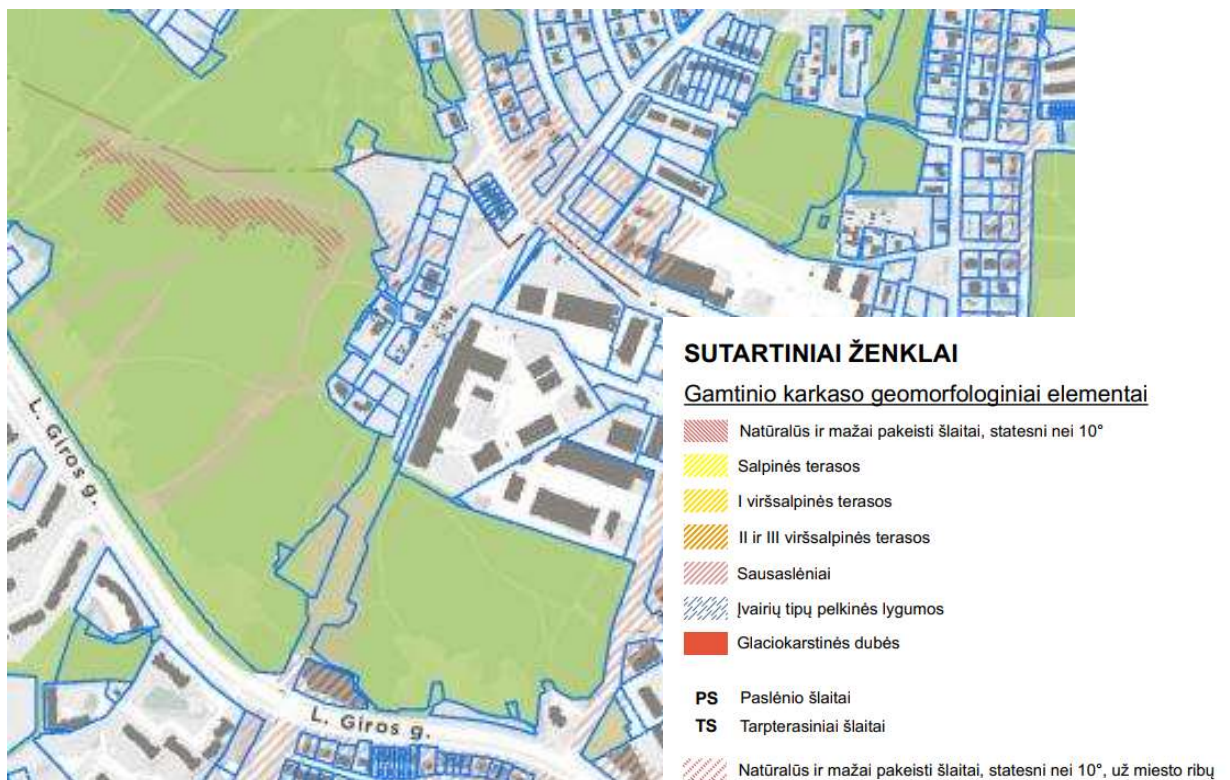 L. Giros g.
L. Giros g.
SUTARTINIAI ŽENKLAI
Gamtinio karkaso geomorfologiniai elementai
Natūralūs ir mažai pakeisti šlaitai, statesni nei 10°
Salpinės terasos
I viršsalpinės terasos
II ir III viršsalpinės terasos
Sausaslėniai
Įvairių tipų pelkinės lygumos
Glaciokarstinės dubės
PS Paslėnio šlaitai
TS Tarpterasiniai šlaitai
Natūralūs ir mažai pakeisti šlaitai, statesni nei 10°, už miesto ribų